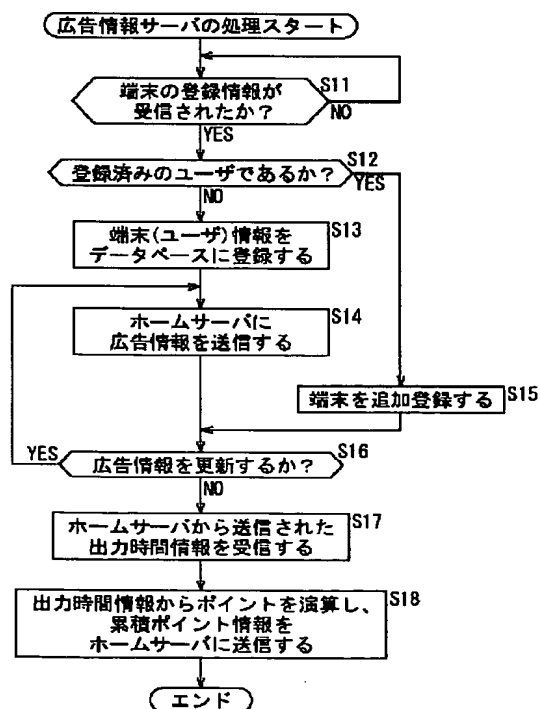 広告情報サーバの処理スタート
S11
端末の登録情報が
受信されたか？
NO
YES
S12
登録済みのユーザであるか？
YES
NO
S13
端末(ユーザ)情報を
データベースに登録する
S14
ホームサーバに
広告情報を送信する
S15
端末を追加登録する
S16
YES
広告情報を更新するか？
NO
S17
ホームサーバから送信された
出力時間情報を受信する
S18
出力時間情報からポイントを演算し、
累積ポイント情報を
ホームサーバに送信する
エンド